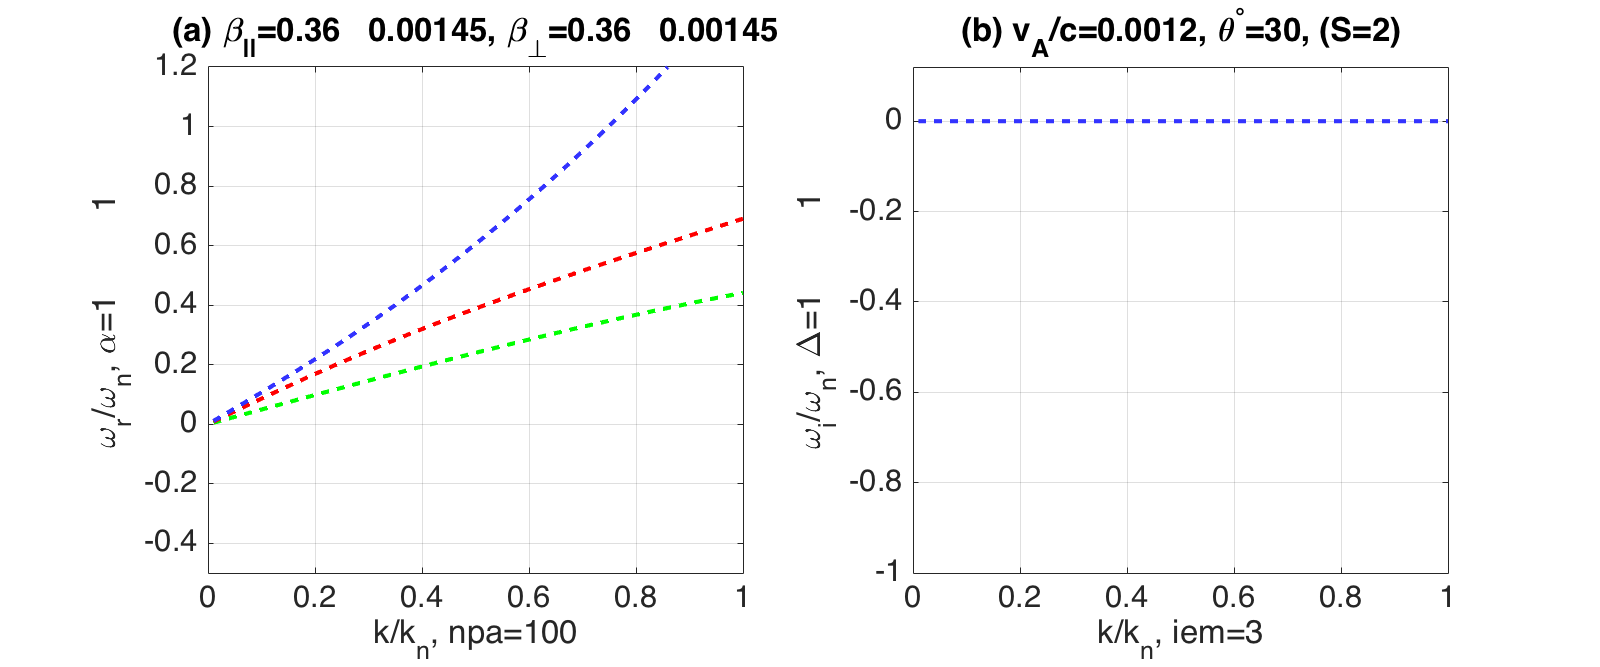 (a) β||=0.36   0.00145, β⊥=0.36   0.00145
1.2
1
0.8
0.6
0.4
0.2
0
-0.2
-0.4
ωr/ωn, α=1          1
0 0.2 0.4 0.6 0.8 1
k/kn, npa=100
(b) vA/c=0.0012, θ°=30, (S=2)
0
-0.2
-0.4
-0.6
-0.8
-1
ωi/ωn, Δ=1          1
0 0.2 0.4 0.6 0.8 1
k/kn, iem=3